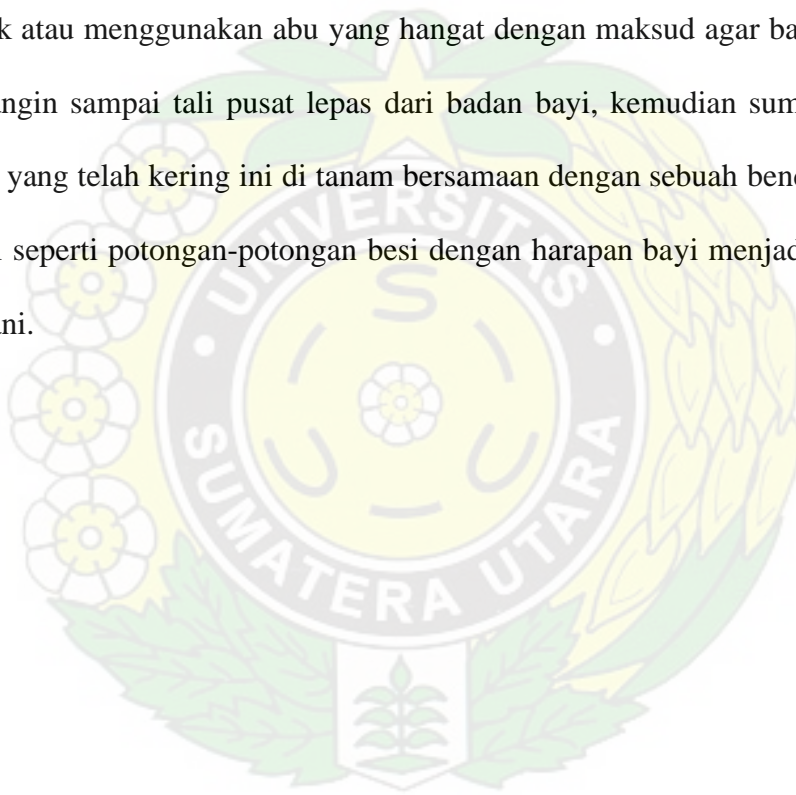 k atau menggunakan abu yang hangat dengan maksud agar ba
ngin sampai tali pusat lepas dari badan bayi, kemudian sum
yang telah kering ini di tanam bersamaan dengan sebuah ben
seperti potongan-potongan besi dengan harapan bayi menjad
ni.
UNIVERSITAS
SUMATERA UTARA